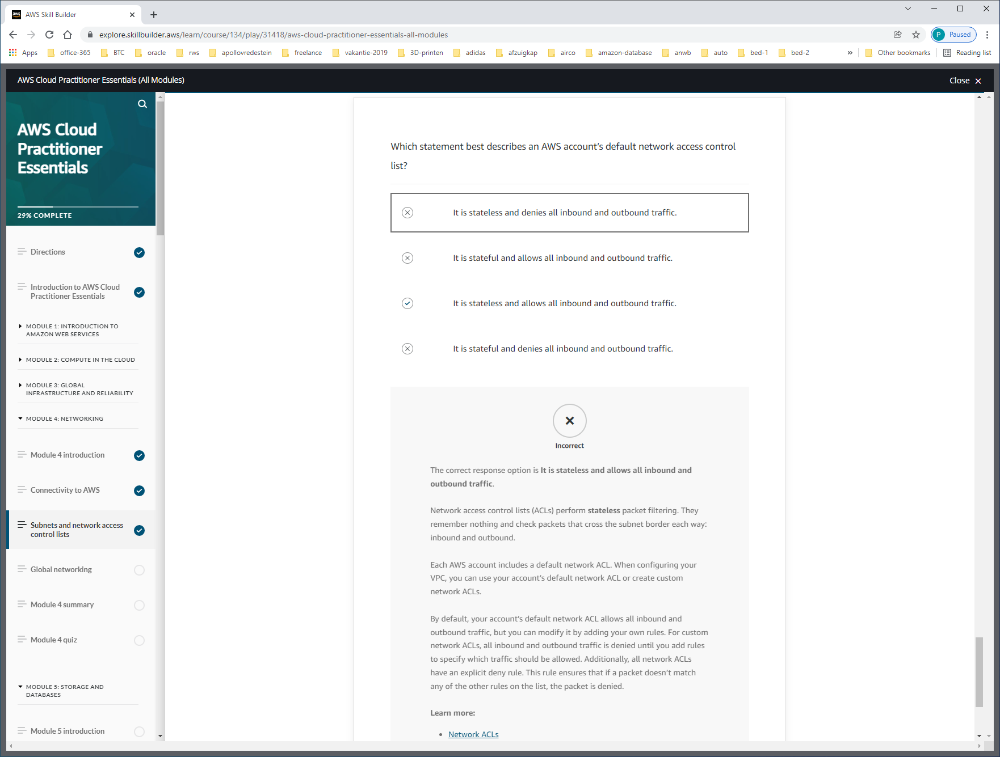 AWS Skill Builder
explore.skillbuilder.aws/learn/course/134/play/31418/aws-cloud-practitioner-essentials-all-modules
P Paused
Apps office-365 BTC oracle rws apollovredestein freelance vakantie-2019 3D-printen adidas afzuigkap airco amazon-database anwb auto bed-1 bed-2 » Other bookmarks Reading list
AWS Cloud Practitioner Essentials (All Modules)
Close
AWS Cloud
Practitioner
Essentials
29% COMPLETE
Directions
Introduction to AWS Cloud
Practitioner Essentials
MODULE 1: INTRODUCTION TO
AMAZON WEB SERVICES
MODULE 2: COMPUTE IN THE CLOUD
MODULE 3: GLOBAL
INFRASTRUCTURE AND RELIABILITY
MODULE 4: NETWORKING
Module 4 introduction
Connectivity to AWS
Subnets and network access
control lists
Global networking
Module 4 summary
Module 4 quiz
MODULE 5: STORAGE AND
DATABASES
Module 5 introduction
Which statement best describes an AWS account’s default network access control
list?
It is stateless and denies all inbound and outbound traffic.
It is stateful and allows all inbound and outbound traffic.
It is stateless and allows all inbound and outbound traffic.
It is stateful and denies all inbound and outbound traffic.
Incorrect
The correct response option is It is stateless and allows all inbound and
outbound traffic.
Network access control lists (ACLs) perform stateless packet filtering. They
remember nothing and check packets that cross the subnet border each way:
inbound and outbound.
Each AWS account includes a default network ACL. When configuring your
VPC, you can use your account’s default network ACL or create custom
network ACLs.
By default, your account’s default network ACL allows all inbound and
outbound traffic, but you can modify it by adding your own rules. For custom
network ACLs, all inbound and outbound traffic is denied until you add rules
to specify which traffic should be allowed. Additionally, all network ACLs
have an explicit deny rule. This rule ensures that if a packet doesn’t match
any of the other rules on the list, the packet is denied.
Learn more:
• Network ACLs